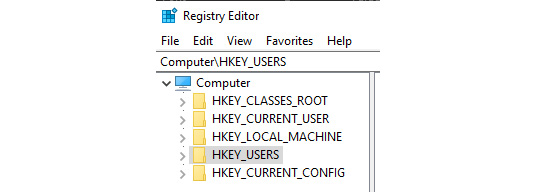 Registry Editor
File Edit View Favorites Help
Computer\HKEY_USERS
Computer
HKEY_CLASSES_ROOT
HKEY_CURRENT_USER
HKEY_LOCAL_MACHINE
HKEY_USERS
HKEY_CURRENT_CONFIG